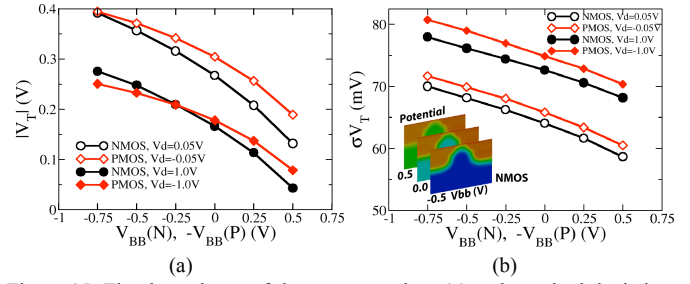 0.4
0.3
0.2
0.1
0
|V_T| (V)
NMOS, Vd=0.05V
PMOS, Vd=-0.05V
NMOS, Vd=1.0V
PMOS, Vd=-1.0V
-1 -0.75 -0.5 -0.25 0 0.25 0.5 0.75
V_BB(N), -V_BB(P) (V)
(a)
80
70
60
50
σV_T (mV)
NMOS, Vd=0.05V
PMOS, Vd=-0.05V
NMOS, Vd=1.0V
PMOS, Vd=-1.0V
Potential
0.5
0.0
-0.5
Vbb (V)
NMOS
-1 -0.75 -0.5 -0.25 0 0.25 0.5 0.75
V_BB(N), -V_BB(P) (V)
(b)